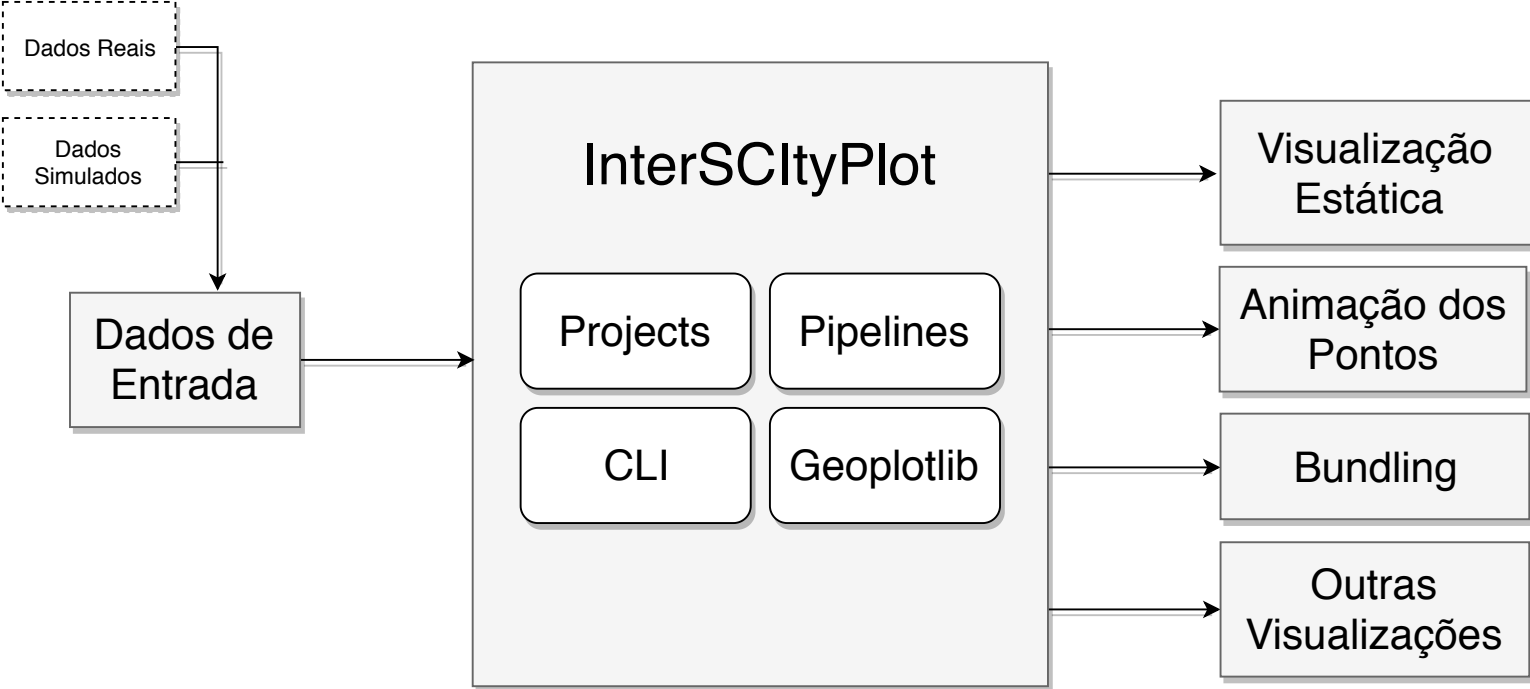 Dados Reais
Dados
Simulados
Dados de
Entrada
InterSCItyPlot
Projects
Pipelines
CLI
Geoplotlib
Visualização
Estática
Animação dos
Pontos
Bundling
Outras
Visualizações